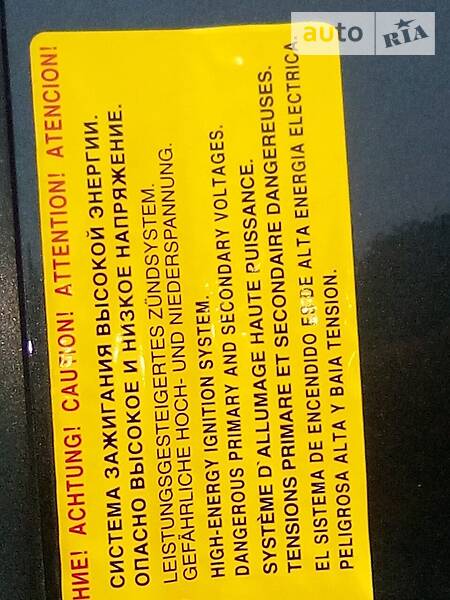 НИЕ! ACHTUNG! CAUTION! ATTENTION! ATENCION!
СИСТЕМА ЗАЖИГАНИЯ ВЫСОКОЙ ЭНЕРГИИ.
ОПАСНО ВЫСОКОЕ И НИЗКОЕ НАПРЯЖЕНИЕ.
LEISTUNGSGESTEIGERTES ZÜNDSYSTEM.
GEFÄHRLICHE HOCH- UND NIEDERSPANNUNG.
HIGH-ENERGY IGNITION SYSTEM.
DANGEROUS PRIMARY AND SECONDARY VOLTAGES.
SYSTÈME D`ALLUMAGE HAUTE PUISSANCE.
TENSIONS PRIMARE ET SECONDAIRE DANGEREUSES.
EL SISTEMA DE ENCENDIDO ES DE ALTA ENERGIA ELECTRICA.
PELIGROSA ALTA Y BAIA TENSION.
auto RIA